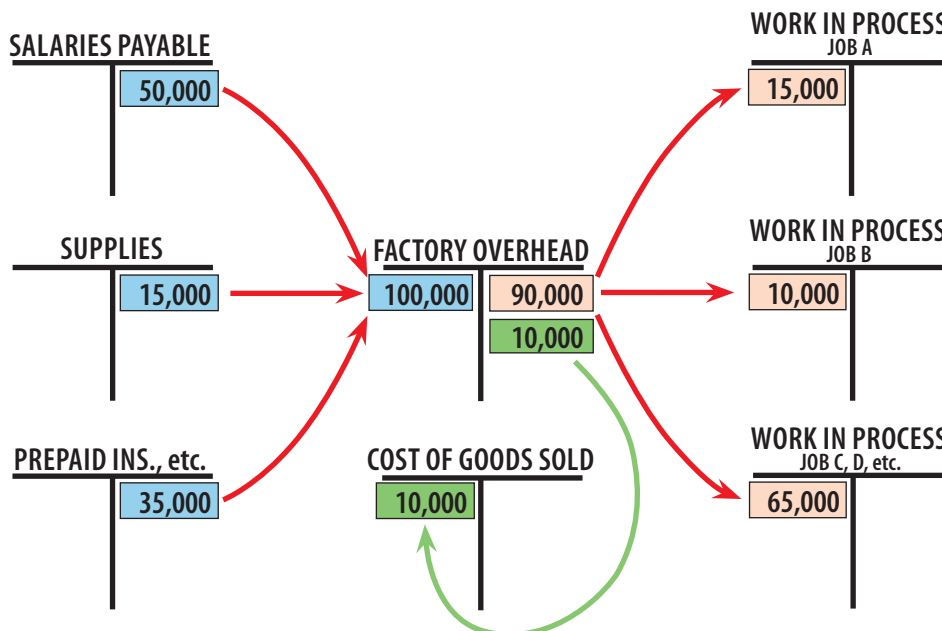 SALARIES PAYABLE
50,000
WORK IN PROCESS
JOB A
15,000
SUPPLIES
15,000
FACTORY OVERHEAD
100,000
90,000
10,000
WORK IN PROCESS
JOB B
10,000
PREPAID INS., etc.
35,000
COST OF GOODS SOLD
10,000
WORK IN PROCESS
JOB C, D, etc.
65,000